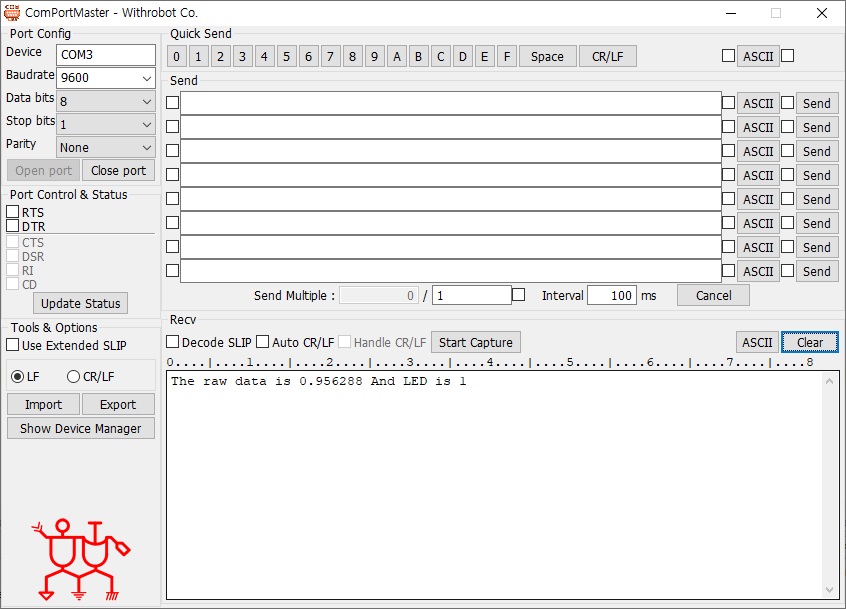 ComPortMaster - Withrobot Co.
Port Config
Device COM3
Baudrate 9600
Data bits 8
Stop bits 1
Parity None
Open port Close port
Port Control & Status
RTS
DTR
CTS
DSR
RI
CD
Update Status
Tools & Options
Use Extended SLIP
LF CR/LF
Import Export
Show Device Manager
Quick Send
0 1 2 3 4 5 6 7 8 9 A B C D E F Space CR/LF ASCII
Send
ASCII Send
ASCII Send
ASCII Send
ASCII Send
ASCII Send
ASCII Send
ASCII Send
ASCII Send
Send Multiple : 0 / 1 Interval 100 ms Cancel
Recv
Decode SLIP Auto CR/LF Handle CR/LF Start Capture ASCII Clear
0....|....1....|....2....|....3....|....4....|....5....|....6....|....7....|....8
The raw data is 0.956288 And LED is 1